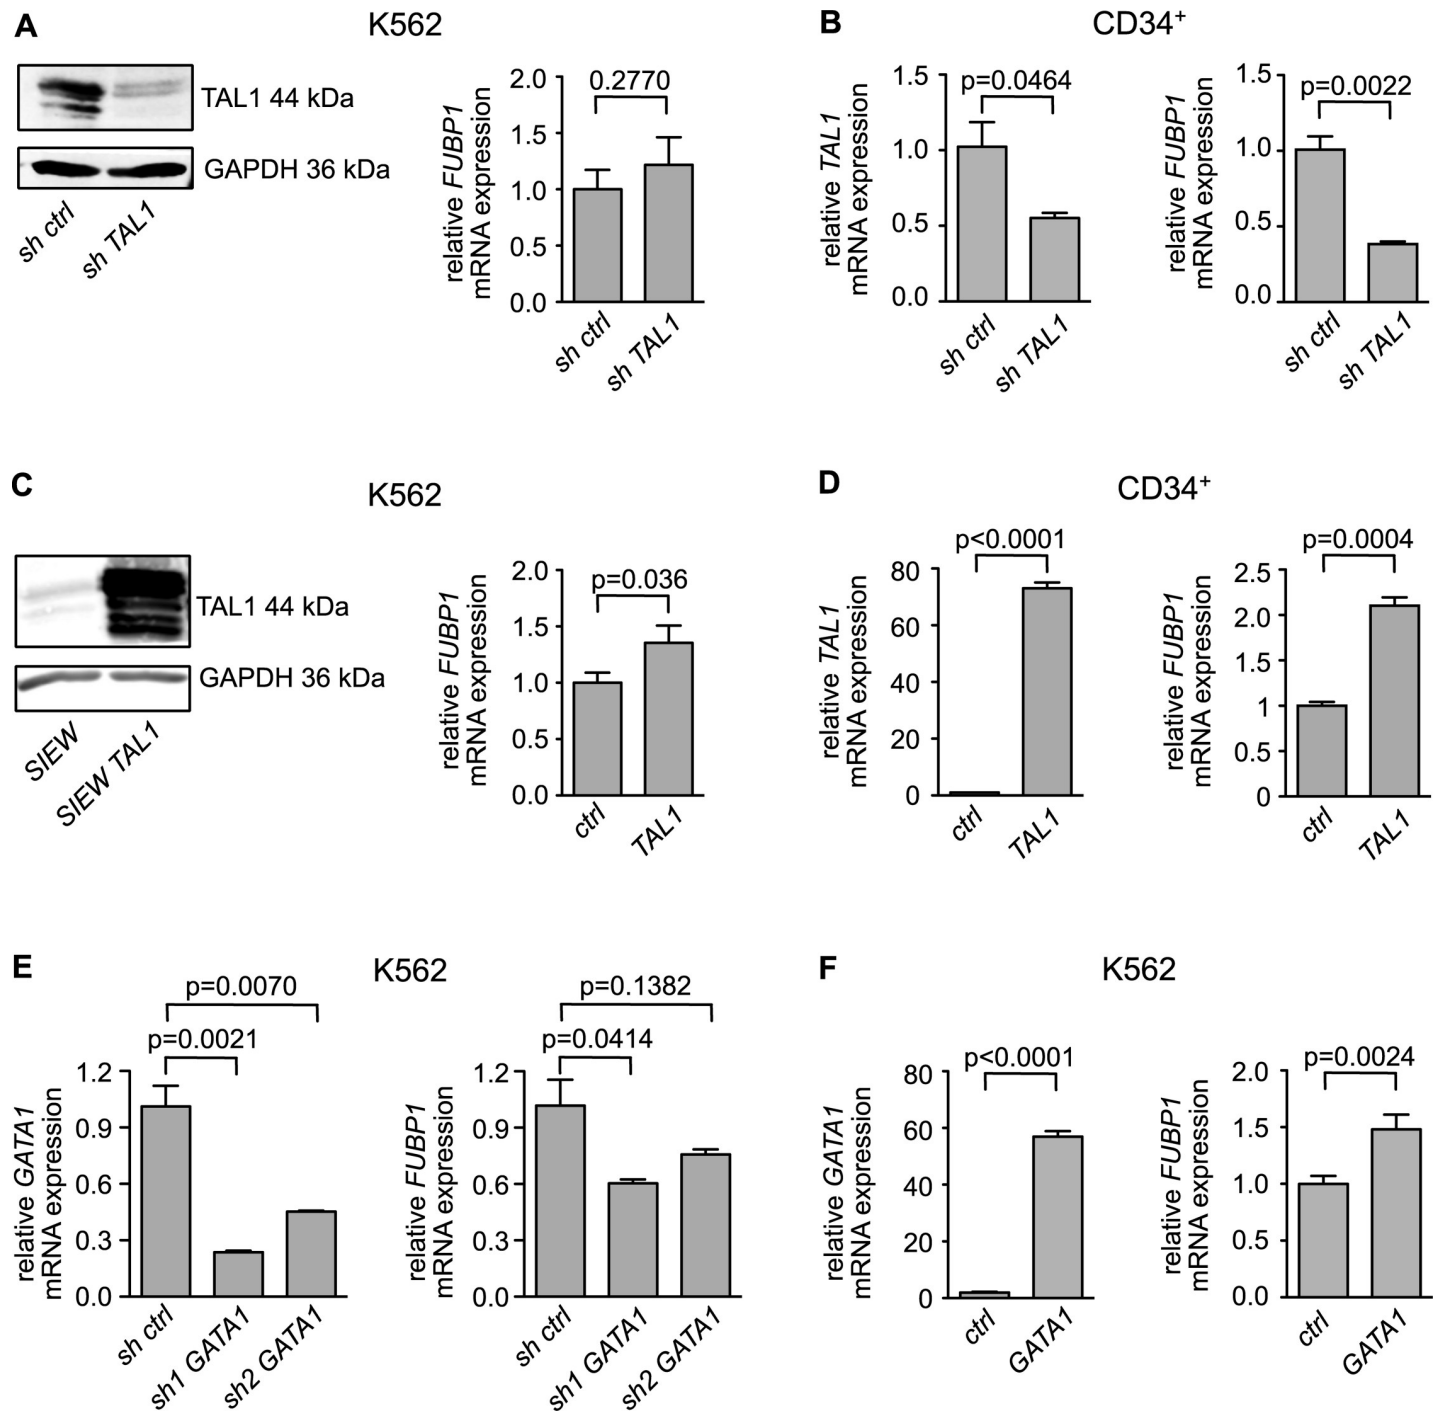 A
K562
TAL1 44 kDa
GAPDH 36 kDa
sh ctrl
sh TAL1
relative FUBP1
mRNA expression
2.0
1.5
1.0
0.5
0.0
0.2770
sh ctrl
sh TAL1
B
CD34+
relative TAL1
mRNA expression
1.5
1.0
0.5
0.0
p=0.0464
sh ctrl
sh TAL1
relative FUBP1
mRNA expression
1.5
1.0
0.5
0.0
p=0.0022
sh ctrl
sh TAL1
C
K562
TAL1 44 kDa
GAPDH 36 kDa
SIEW
SIEW TAL1
relative FUBP1
mRNA expression
2.0
1.5
1.0
0.5
0.0
p=0.036
ctrl
TAL1
D
CD34+
relative TAL1
mRNA expression
80
60
40
20
0
p<0.0001
ctrl
TAL1
relative FUBP1
mRNA expression
2.5
2.0
1.5
1
0.5
0
p=0.0004
ctrl
TAL1
E
K562
p=0.0070
p=0.0021
relative GATA1
mRNA expression
1.2
0.9
0.6
0.3
0.0
sh ctrl
sh1 GATA1
sh2 GATA1
p=0.1382
p=0.0414
relative FUBP1
mRNA expression
1.2
0.9
0.6
0.3
0.0
sh ctrl
sh1 GATA1
sh2 GATA1
F
K562
relative GATA1
mRNA expression
80
60
40
20
0
p<0.0001
ctrl
GATA1
relative FUBP1
mRNA expression
2.0
1.5
1.0
0.5
0.0
p=0.0024
ctrl
GATA1